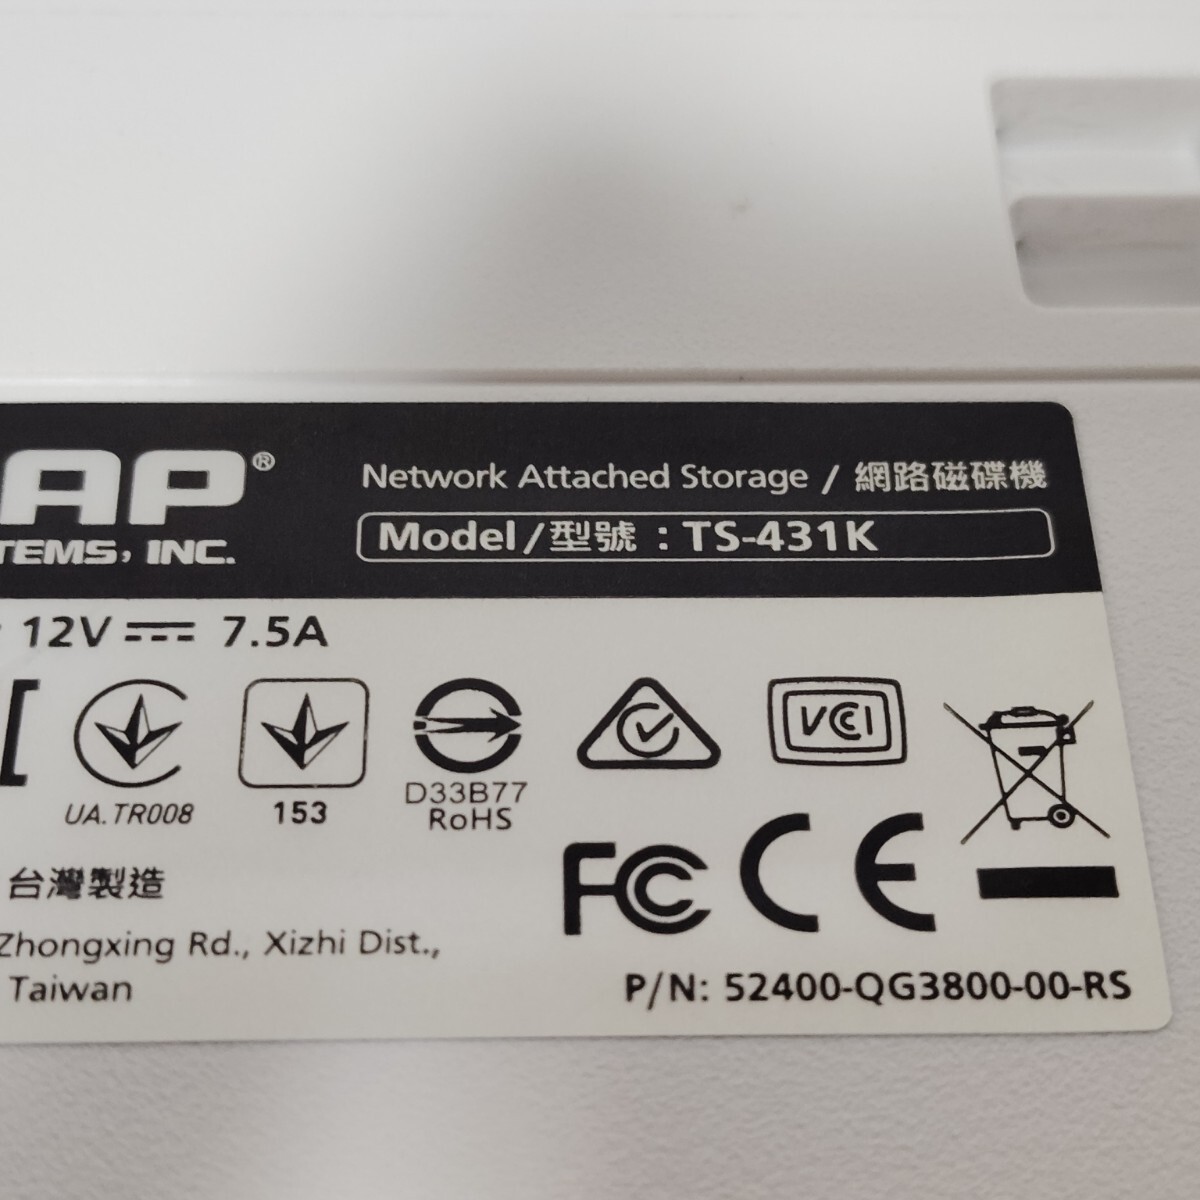 AP®
TEMS, INC.
Network Attached Storage / 網路磁碟機
Model/型號：TS-431K
12V⎓ 7.5A
UA.TR008
153
D33B77
RoHS
VCCI
FC CE
台灣製造
Zhongxing Rd., Xizhi Dist.,
Taiwan
P/N: 52400-QG3800-00-RS